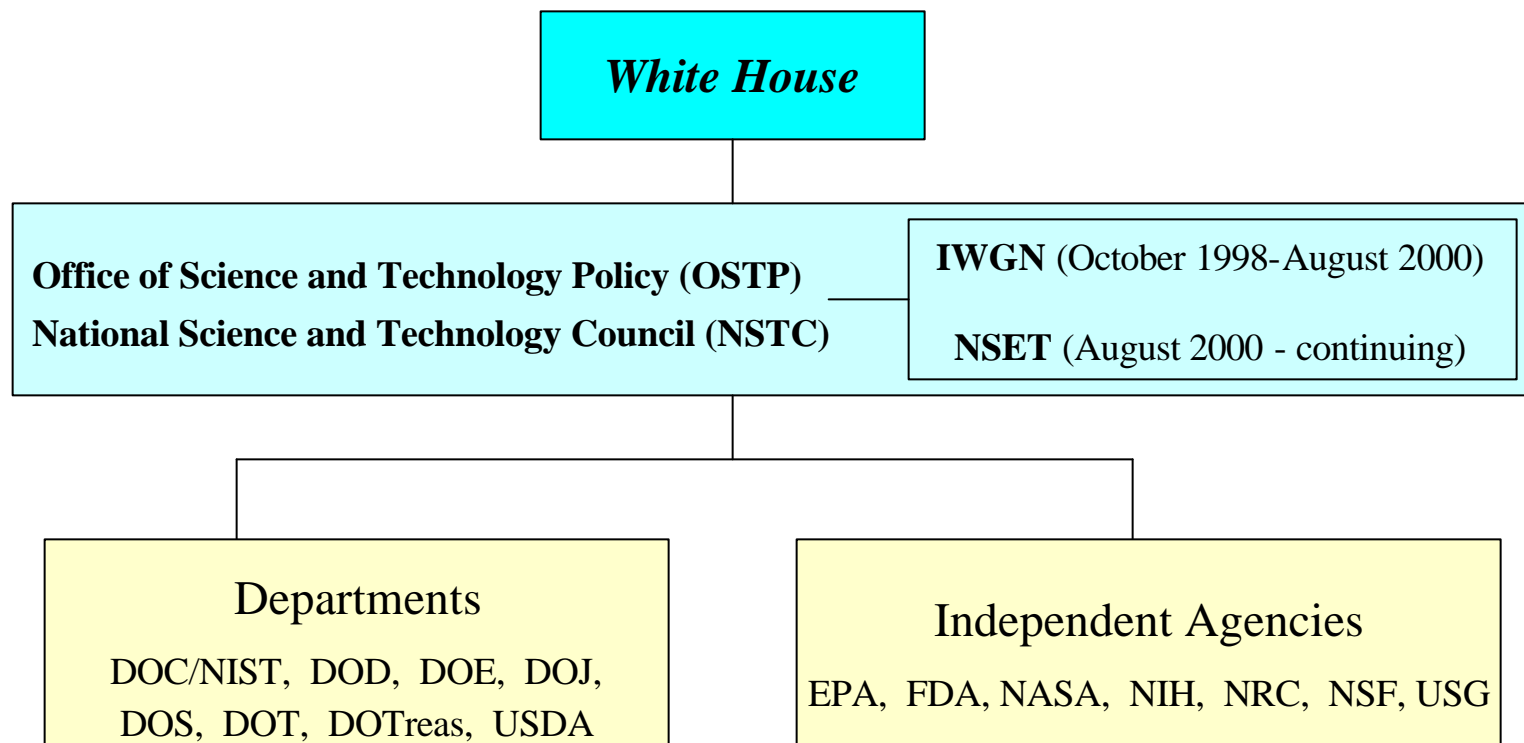 White House
Office of Science and Technology Policy (OSTP)
National Science and Technology Council (NSTC)
IWGN (October 1998-August 2000)
NSET (August 2000 - continuing)
Departments
DOC/NIST, DOD, DOE, DOJ,
DOS, DOT, DOTreas, USDA
Independent Agencies
EPA, FDA, NASA, NIH, NRC, NSF, USG